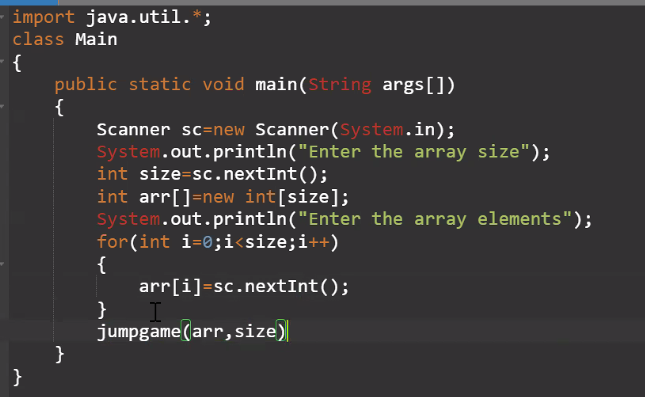 import java.util.*;
class Main
{
    public static void main(String args[])
    {
        Scanner sc=new Scanner(System.in);
        System.out.println("Enter the array size");
        int size=sc.nextInt();
        int arr[]=new int[size];
        System.out.println("Enter the array elements");
        for(int i=0;i<size;i++)
        {
            arr[i]=sc.nextInt();
        }
        jumpgame(arr,size)
    }
}